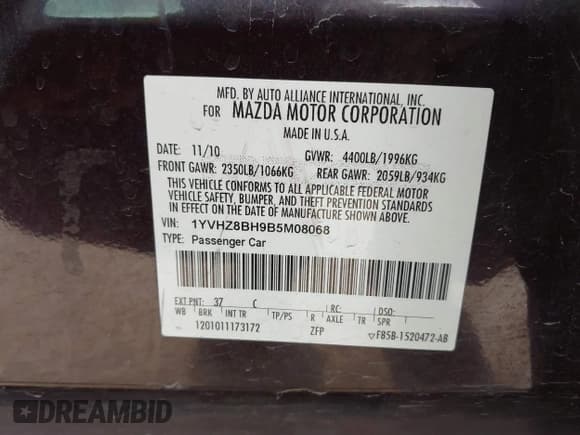 MFD. BY AUTO ALLIANCE INTERNATIONAL, INC.
FOR MAZDA MOTOR CORPORATION
MADE IN U.S.A.
DATE: 11/10 GVWR: 4400LB/1996KG
FRONT GAWR: 2350LB/1066KG REAR GAWR: 2059LB/934KG
THIS VEHICLE CONFORMS TO ALL APPLICABLE FEDERAL MOTOR
VEHICLE SAFETY, BUMPER, AND THEFT PREVENTION STANDARDS
IN EFFECT ON THE DATE OF MANUFACTURE SHOWN ABOVE.
VIN: 1YVHZ8BH9B5M08068
TYPE: Passenger Car
EXT PNT: 37 C RC: DSO:
WB BRK INT TR TP/PS R AXLE TR SPR
1201011173172 ZFP ▽F85B-1520472-AB
DREAMBID